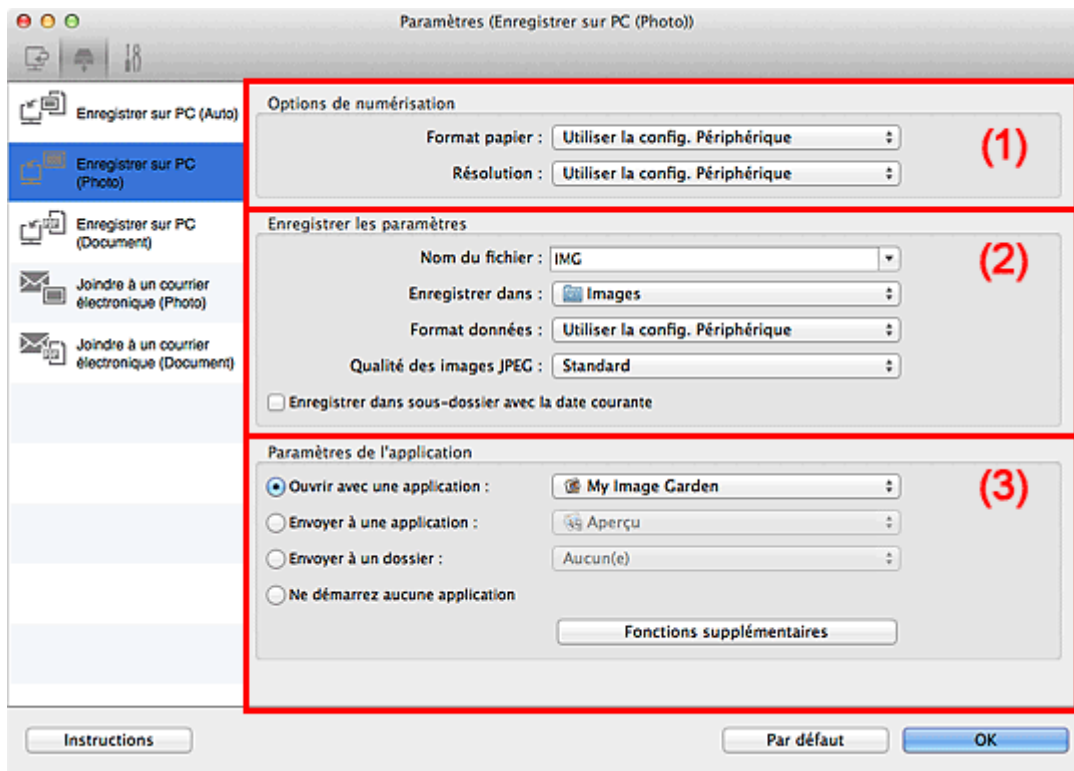 Paramètres (Enregistrer sur PC (Photo))
Enregistrer sur PC (Auto)
Enregistrer sur PC
(Photo)
Enregistrer sur PC
(Document)
Joindre à un courrier
électronique (Photo)
Joindre à un courrier
électronique (Document)
Options de numérisation
Format papier : Utiliser la config. Périphérique
Résolution : Utiliser la config. Périphérique
(1)
Enregistrer les paramètres
Nom du fichier : IMG
Enregistrer dans : Images
Format données : Utiliser la config. Périphérique
Qualité des images JPEG : Standard
Enregistrer dans sous-dossier avec la date courante
(2)
Paramètres de l'application
Ouvrir avec une application : My Image Garden
Envoyer à une application : Aperçu
Envoyer à un dossier : Aucun(e)
Ne démarrez aucune application
Fonctions supplémentaires
(3)
Instructions
Par défaut
OK